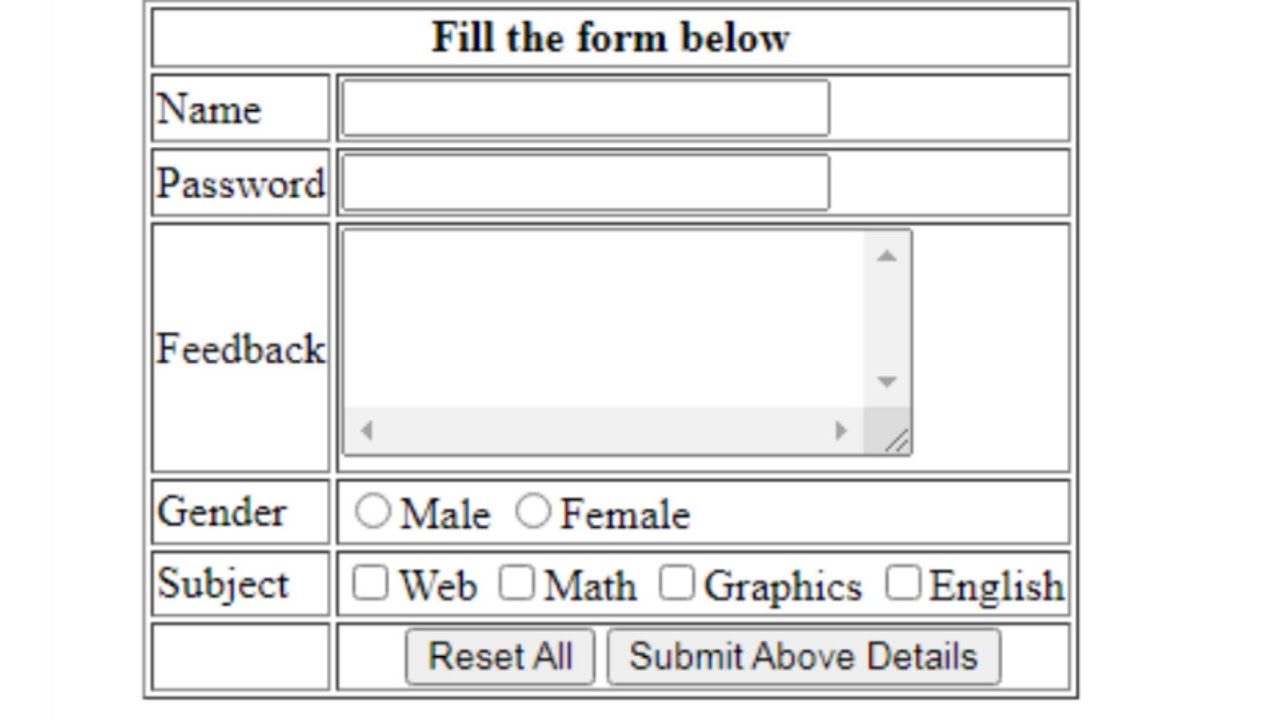 Fill the form below
Name
Password
Feedback
Gender Male Female
Subject Web Math Graphics English
Reset All Submit Above Details